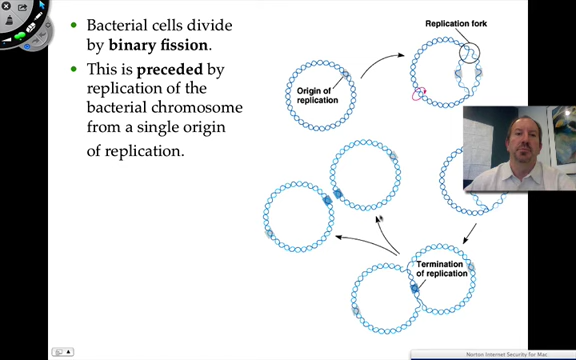 Bacterial cells divide
by binary fission.
This is preceded by
replication of the
bacterial chromosome
from a single origin
of replication.
Replication fork
Origin of
replication
Termination
of replication
Norton Internet Security for Mac